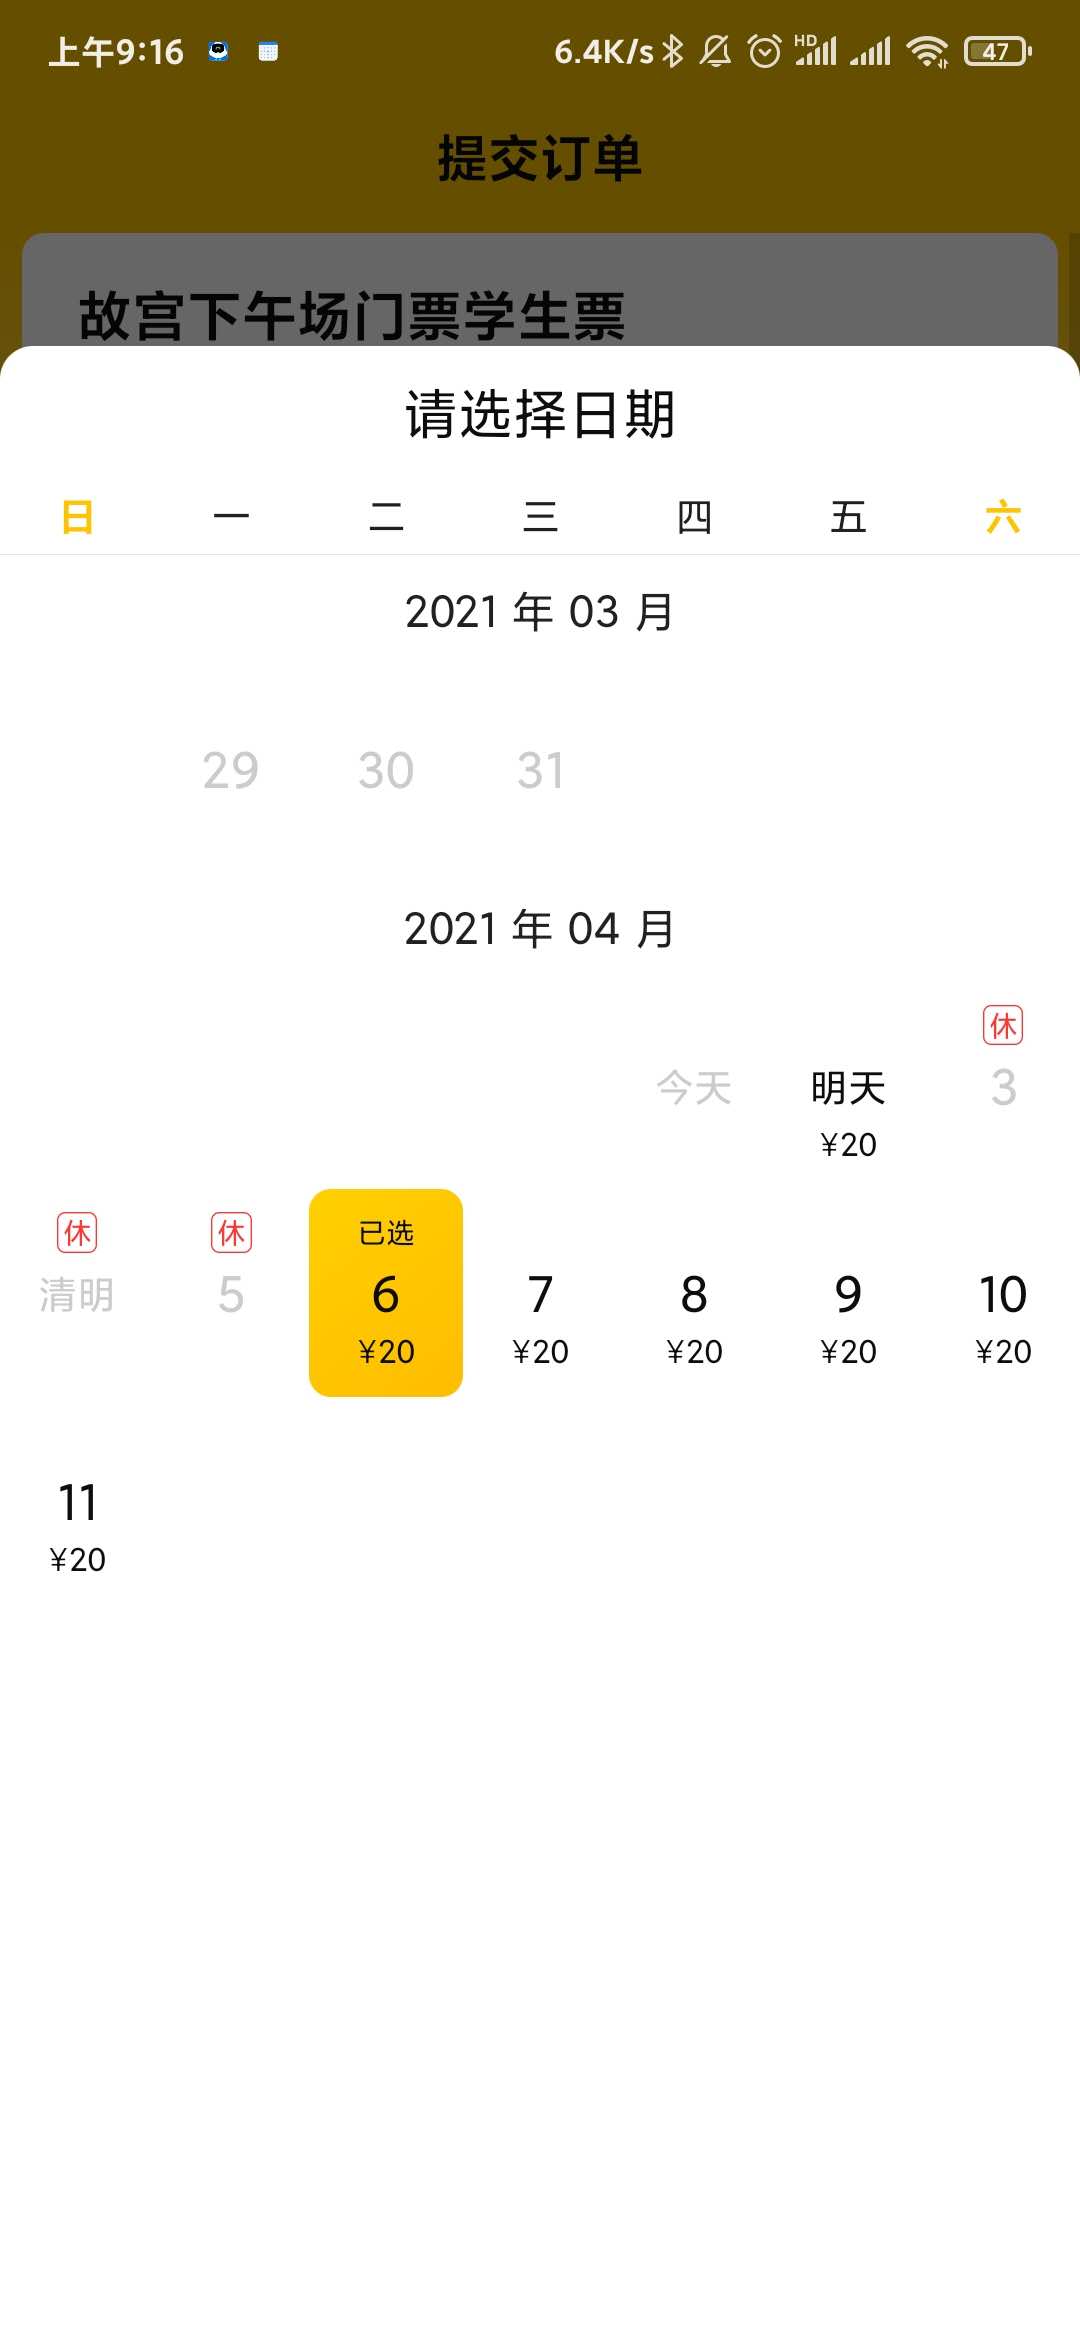 上午9:16 6.4K/s HD 47
提交订单
故宫下午场门票学生票
请选择日期
日 一 二 三 四 五 六
2021 年 03 月
29 30 31
2021 年 04 月
休
今天 明天 3
¥20
休 休 已选
清明 5 6 7 8 9 10
¥20 ¥20 ¥20 ¥20 ¥20
11
¥20